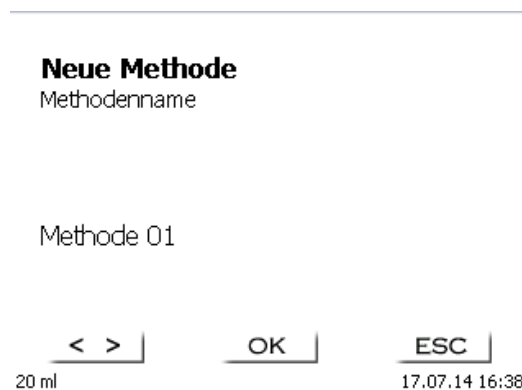 Neue Methode
Methodenname
Methode 01
< > OK ESC
20 ml 17.07.14 16:38